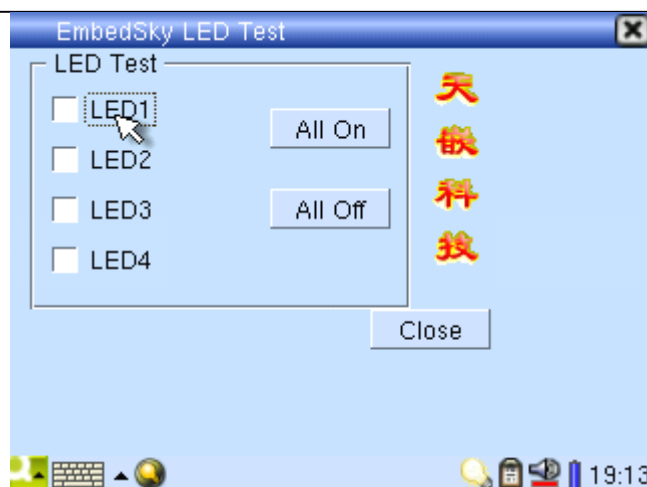 EmbedSky LED Test
LED Test
LED1
LED2
LED3
LED4
All On
All Off
天
嵌
科
技
Close
19:13